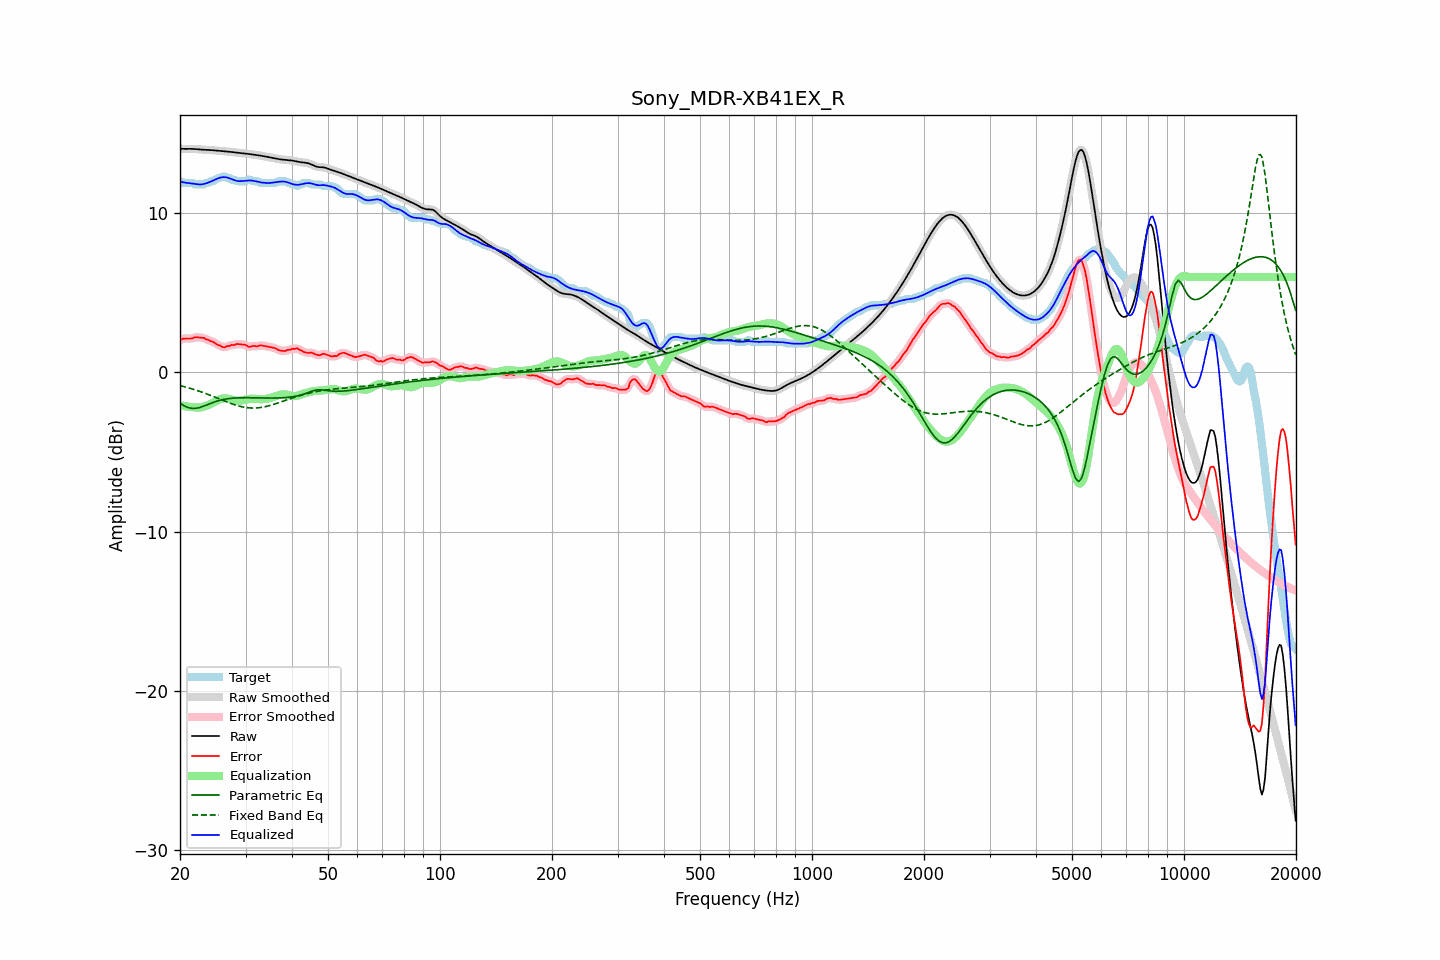 Sony_MDR-XB41EX_R
Amplitude (dBr)
10
0
−10
−20
−30
Target
Raw Smoothed
Error Smoothed
Raw
Error
Equalization
Parametric Eq
Fixed Band Eq
Equalized
20 50 100 200 500 1000 2000 5000 10000 20000
Frequency (Hz)